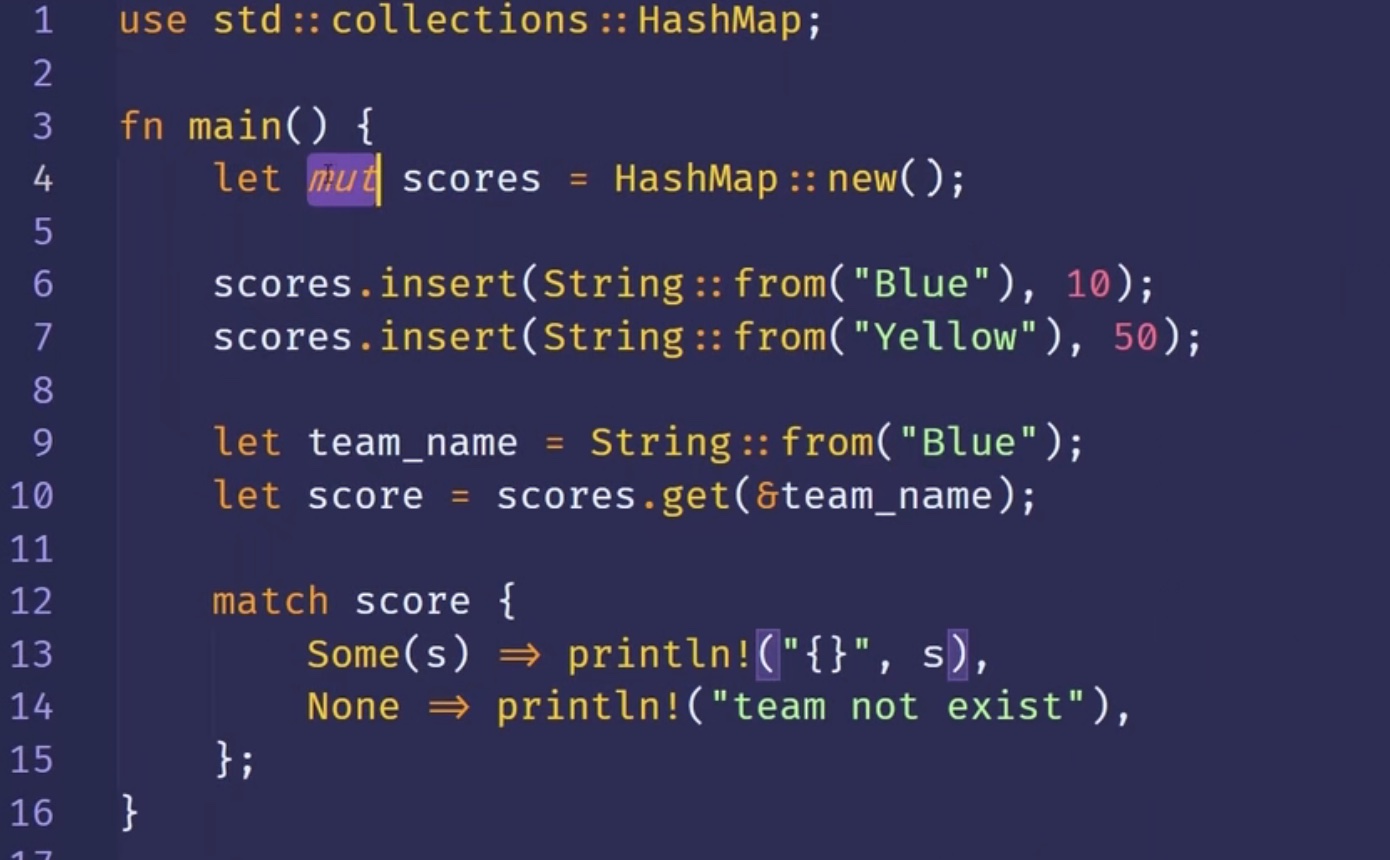 1 use std::collections::HashMap;
2
3 fn main() {
4     let mut scores = HashMap::new();
5
6     scores.insert(String::from("Blue"), 10);
7     scores.insert(String::from("Yellow"), 50);
8
9     let team_name = String::from("Blue");
10     let score = scores.get(&team_name);
11
12     match score {
13         Some(s) => println!("{}", s),
14         None => println!("team not exist"),
15     };
16 }
17